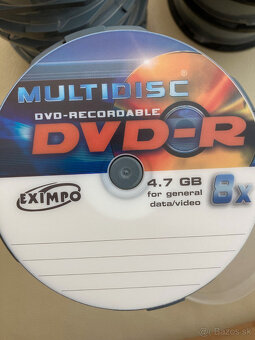 MULTIDISC®
DVD-RECORDABLE
DVD-R
EXIMPO
4.7 GB
for general
data/video
8x
© Bazos.sk